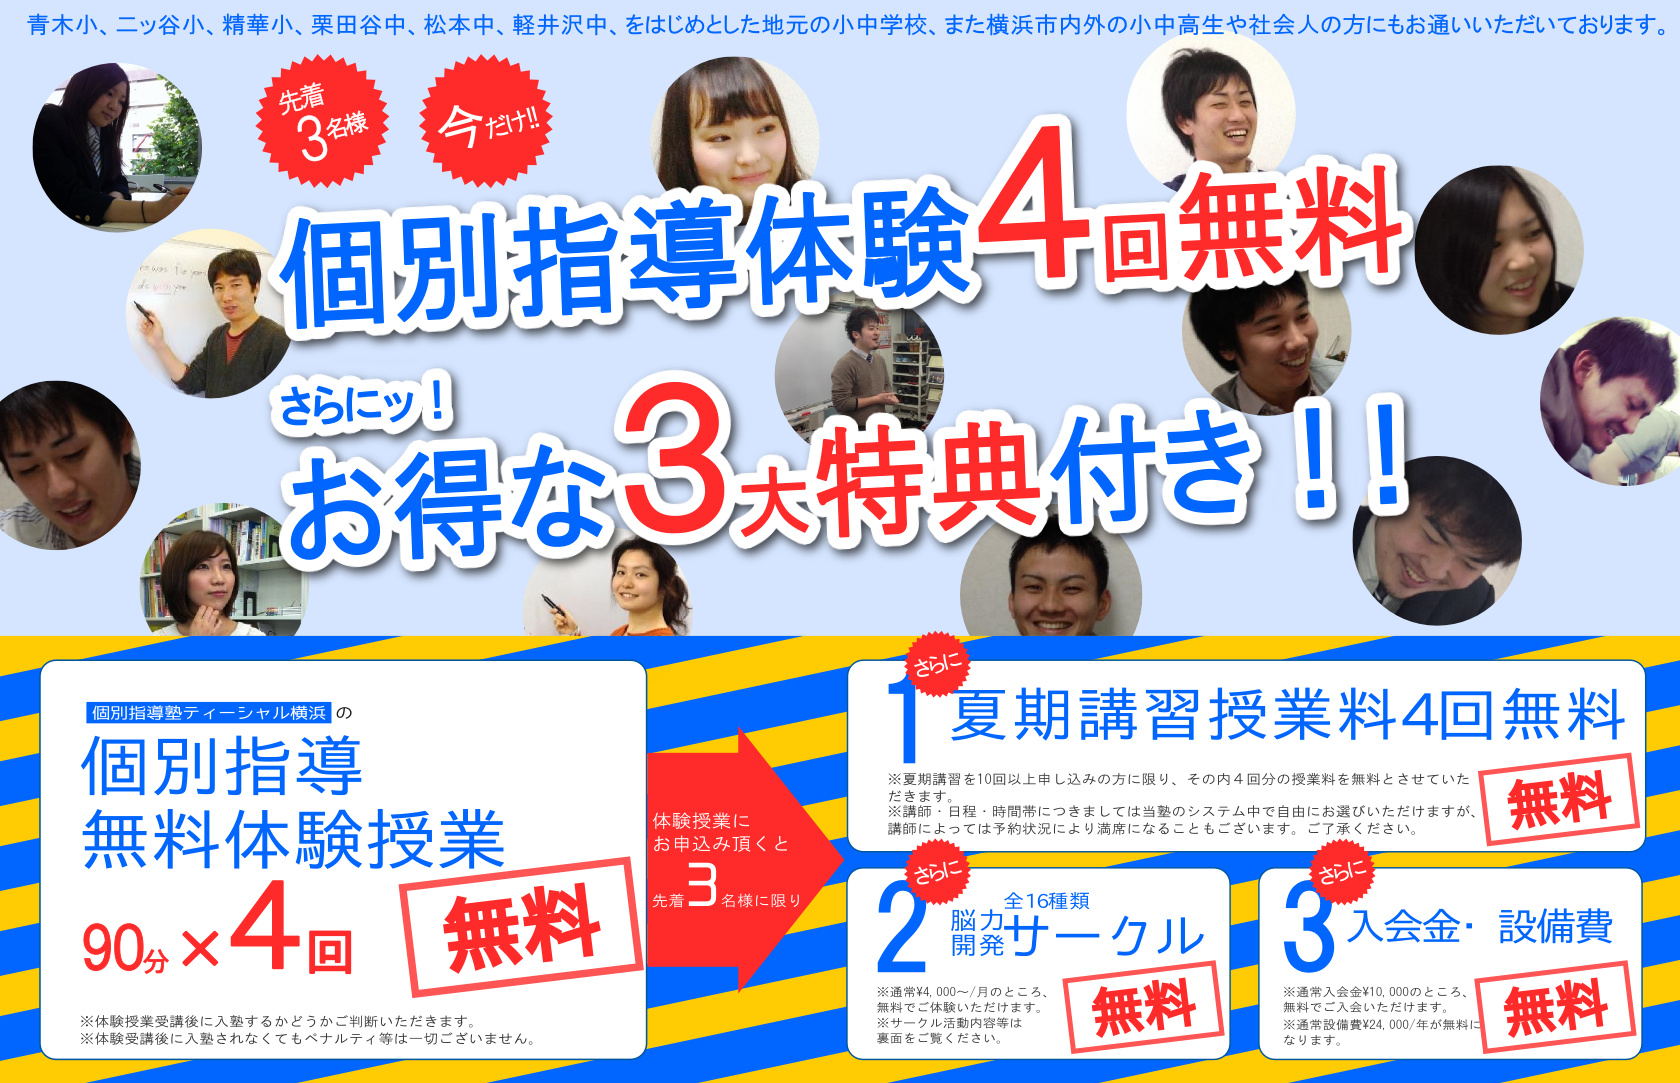 青木小、二ッ谷小、精華小、栗田谷中、松本中、軽井沢中、をはじめとした地元の小中学校、また横浜市内外の小中高生や社会人の方にもお通いいただいております。
先着
3名様
今だけ!!
個別指導体験4回無料
さらにッ！
お得な3大特典付き！！
個別指導塾ティーシャル横浜 の
個別指導
無料体験授業
90分×4回
無料
※体験授業受講後に入塾するかどうかご判断いただきます。
※体験受講後に入塾されなくてもペナルティ等は一切ございません。
体験授業に
お申込み頂くと
先着3名様に限り
さらに
1 夏期講習授業料4回無料
※夏期講習を10回以上申し込みの方に限り、その内４回分の授業料を無料とさせていた
だきます。
※講師・日程・時間帯につきましては当塾のシステム中で自由にお選びいただけますが、
講師によっては予約状況により満席になることもございます。ご了承ください。
無料
さらに
2 脳力開発 全16種類 サークル
※通常¥4,000～/月のところ、
無料でご体験いただけます。
※サークル活動内容等は
裏面をご覧ください。
無料
さらに
3 入会金・設備費
※通常入会金¥10,000のところ、
無料でご入会いただけます。
※通常設備費¥24,000/年が無料に
なります。
無料